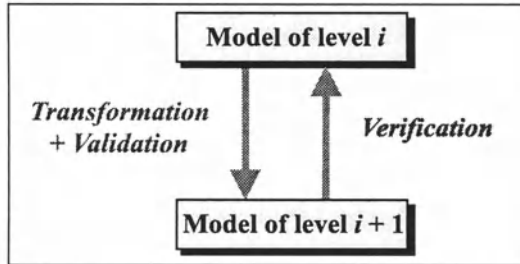 Model of level i
Transformation
+ Validation
Verification
Model of level i + 1